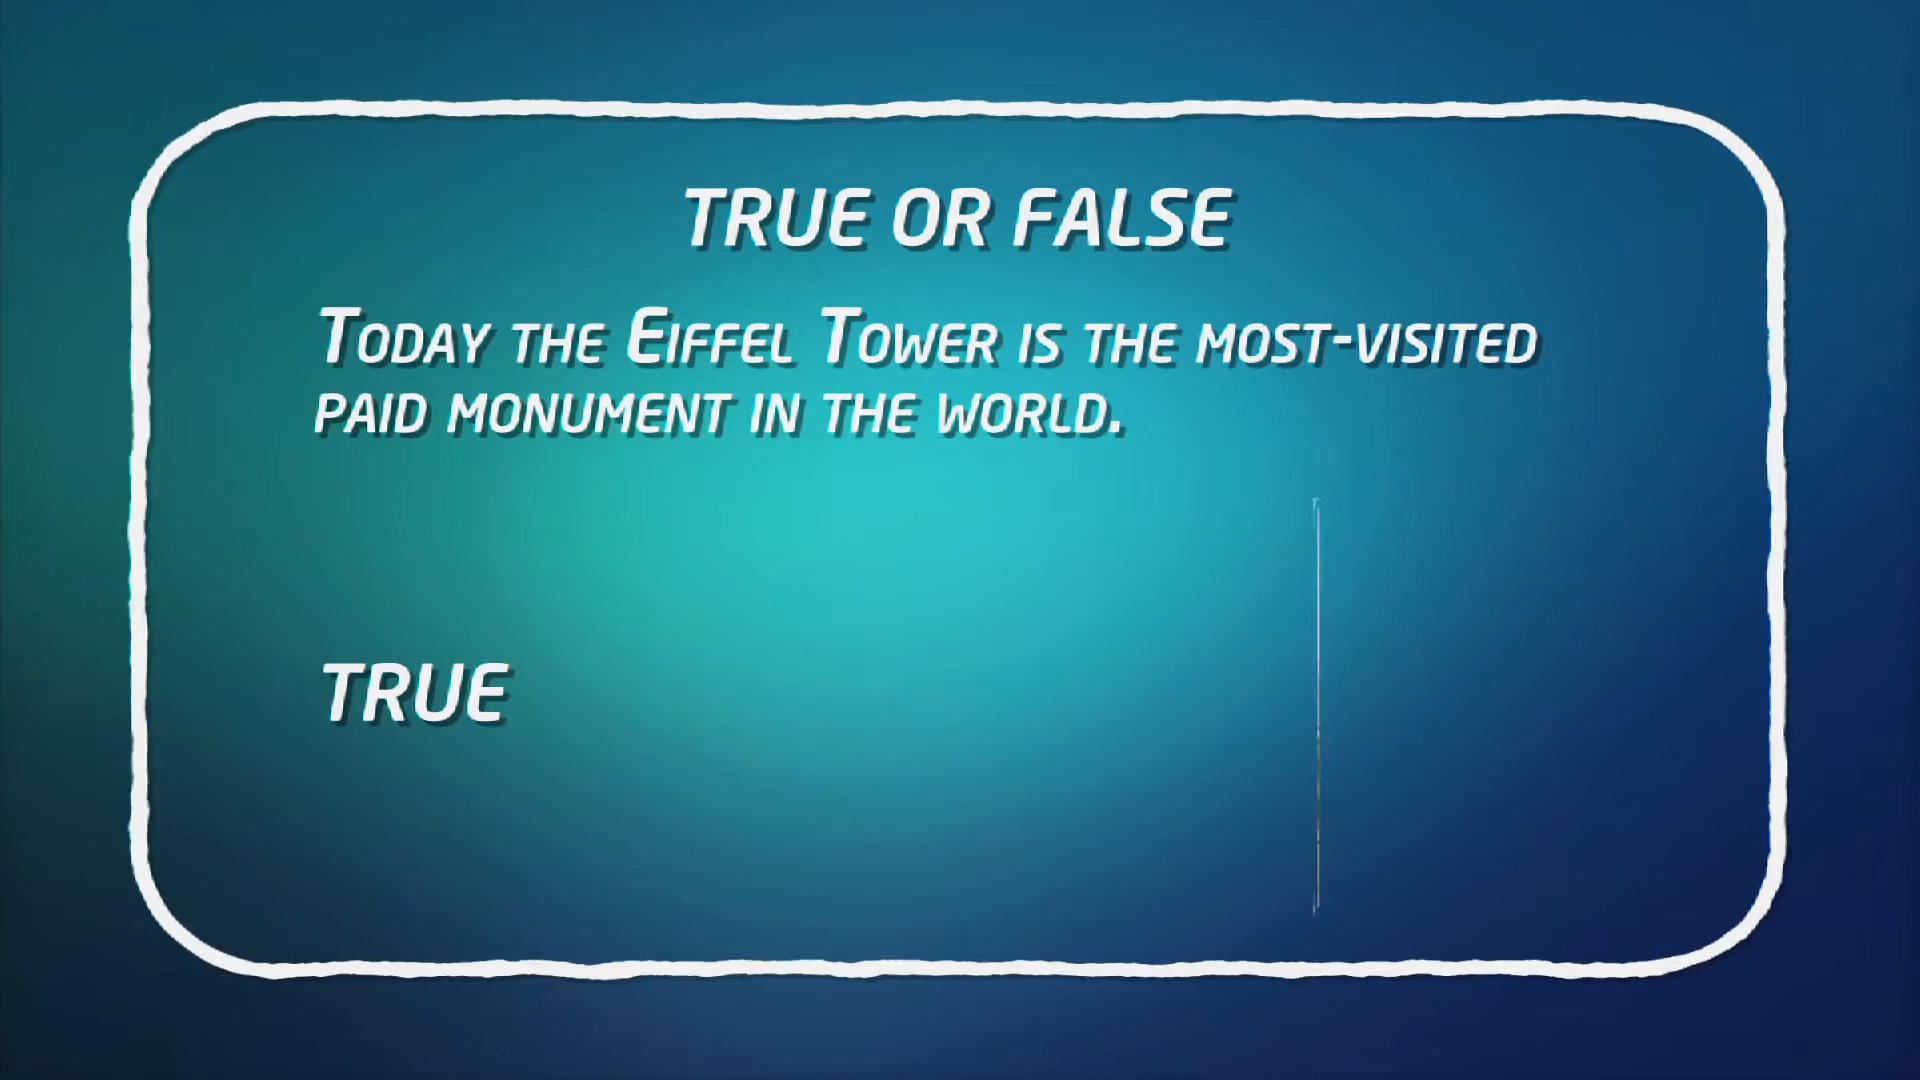 TRUE OR FALSE
Today the Eiffel Tower is the most-visited
paid monument in the world.
TRUE